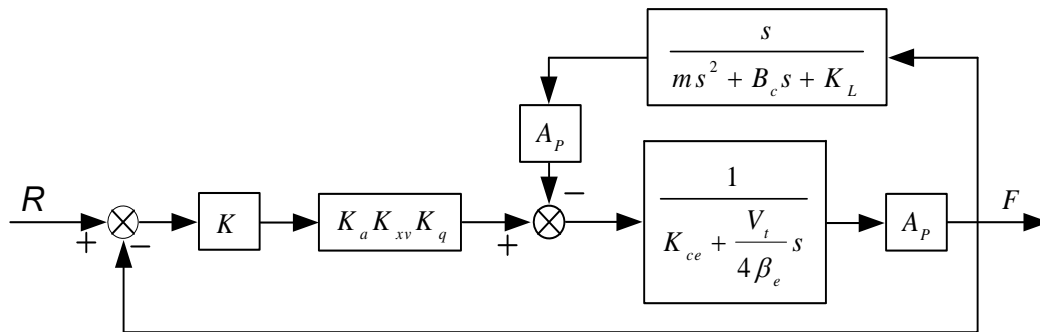 s
ms² + B_c s + K_L
A_P
R
+
−
K
K_a K_xv K_q
+
−
1
K_ce + V_t/4β_e s
A_P
F